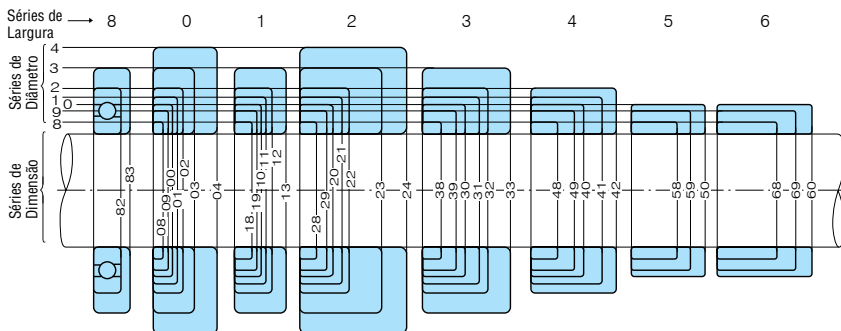 Séries de Largura → 8 0 1 2 3 4 5 6
Séries de Diâmetro
4
3
2
1
0
9
8
Séries de Dimensão
82 83
08 09 00 01 02 03 04
18 19 10 11 12 13
28 29 20 21 22 23 24
38 39 30 31 32 33
48 49 40 41 42
58 59 50
68 69 60